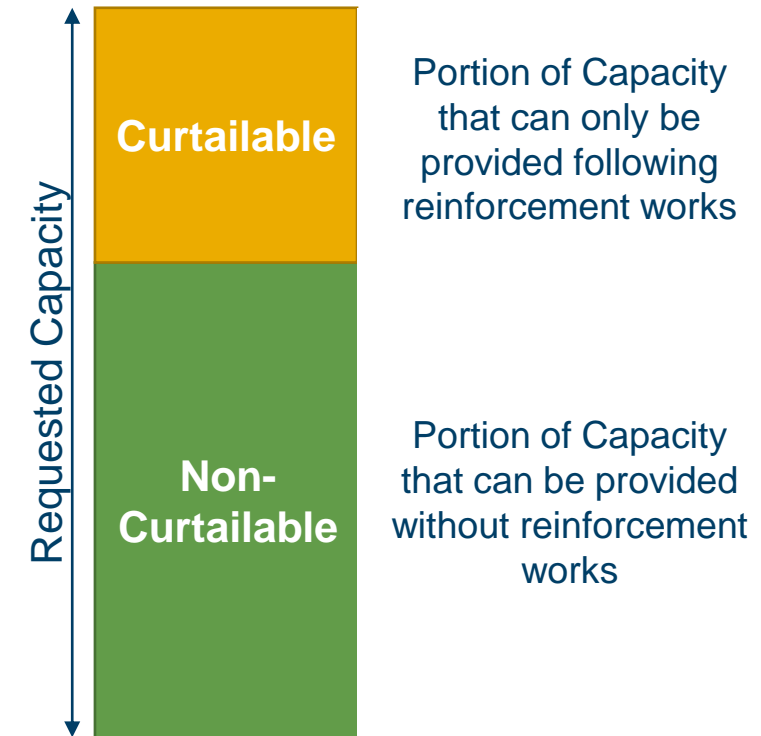 Requested Capacity
Curtailable
Portion of Capacity
that can only be
provided following
reinforcement works
Non-
Curtailable
Portion of Capacity
that can be provided
without reinforcement
works